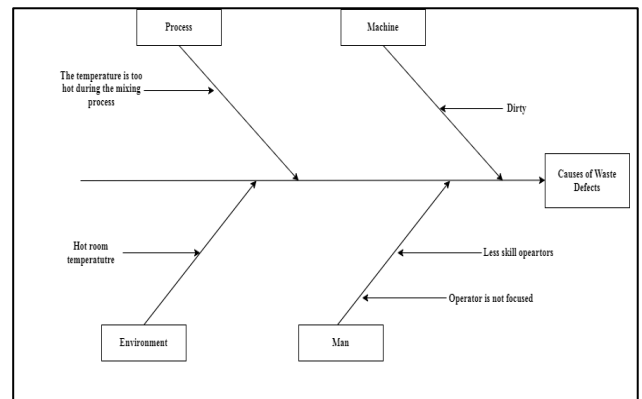 Process
Machine
The temperature is too
hot during the mixing
process
Dirty
Causes of Waste
Defects
Hot room
temperatutre
Less skill opeartors
Operator is not focused
Environment
Man